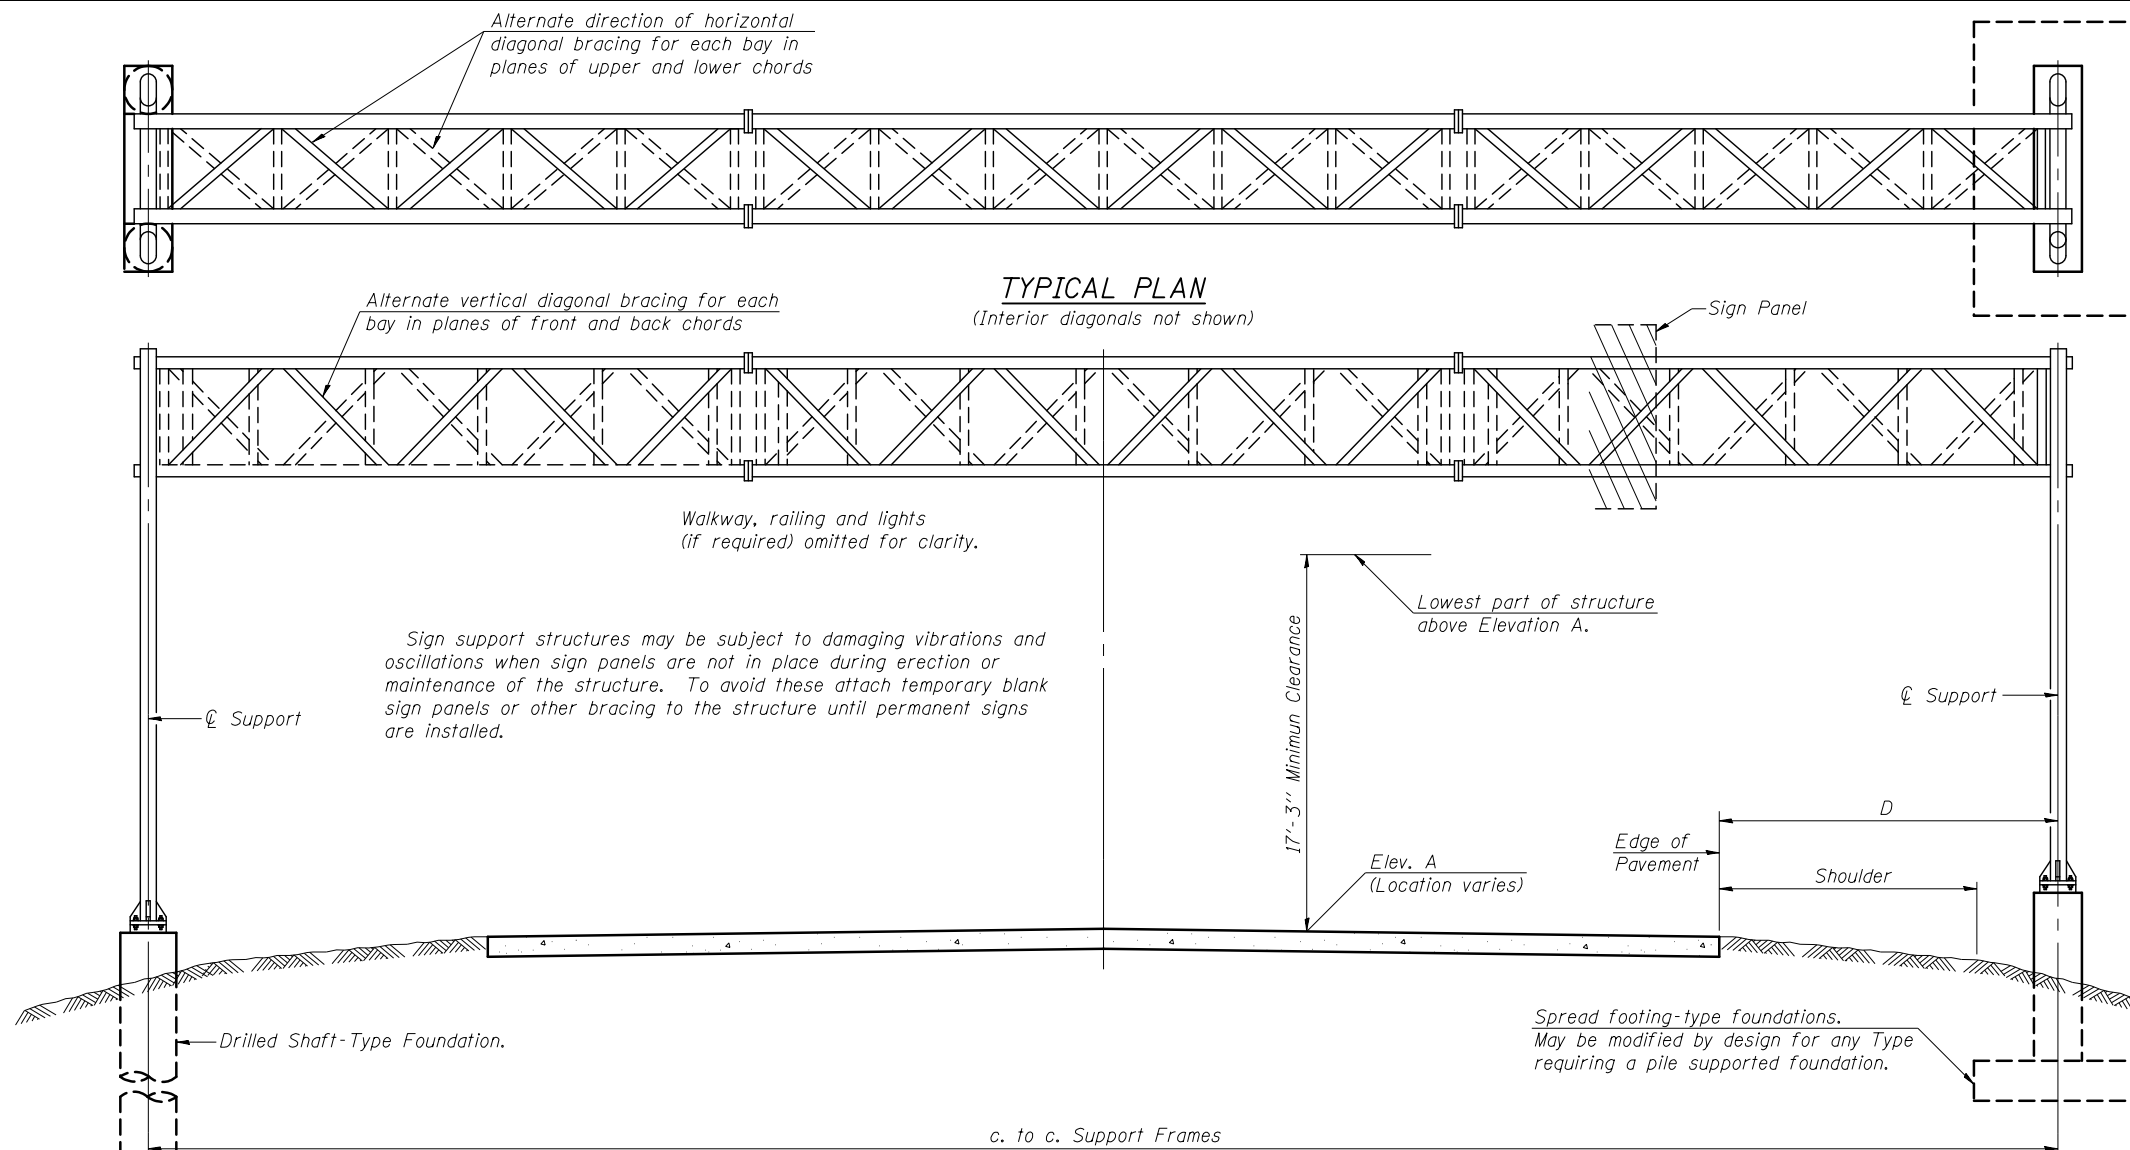 Alternate direction of horizontal
diagonal bracing for each bay in
planes of upper and lower chords
TYPICAL PLAN
(Interior diagonals not shown)
Alternate vertical diagonal bracing for each
bay in planes of front and back chords
Sign Panel
Walkway, railing and lights
(if required) omitted for clarity.
Lowest part of structure
above Elevation A.
Sign support structures may be subject to damaging vibrations and
oscillations when sign panels are not in place during erection or
maintenance of the structure. To avoid these attach temporary blank
sign panels or other bracing to the structure until permanent signs
are installed.
℄ Support
℄ Support
17'-3'' Minimun Clearance
D
Edge of
Pavement
Shoulder
Elev. A
(Location varies)
Drilled Shaft-Type Foundation.
Spread footing-type foundations.
May be modified by design for any Type
requiring a pile supported foundation.
c. to c. Support Frames